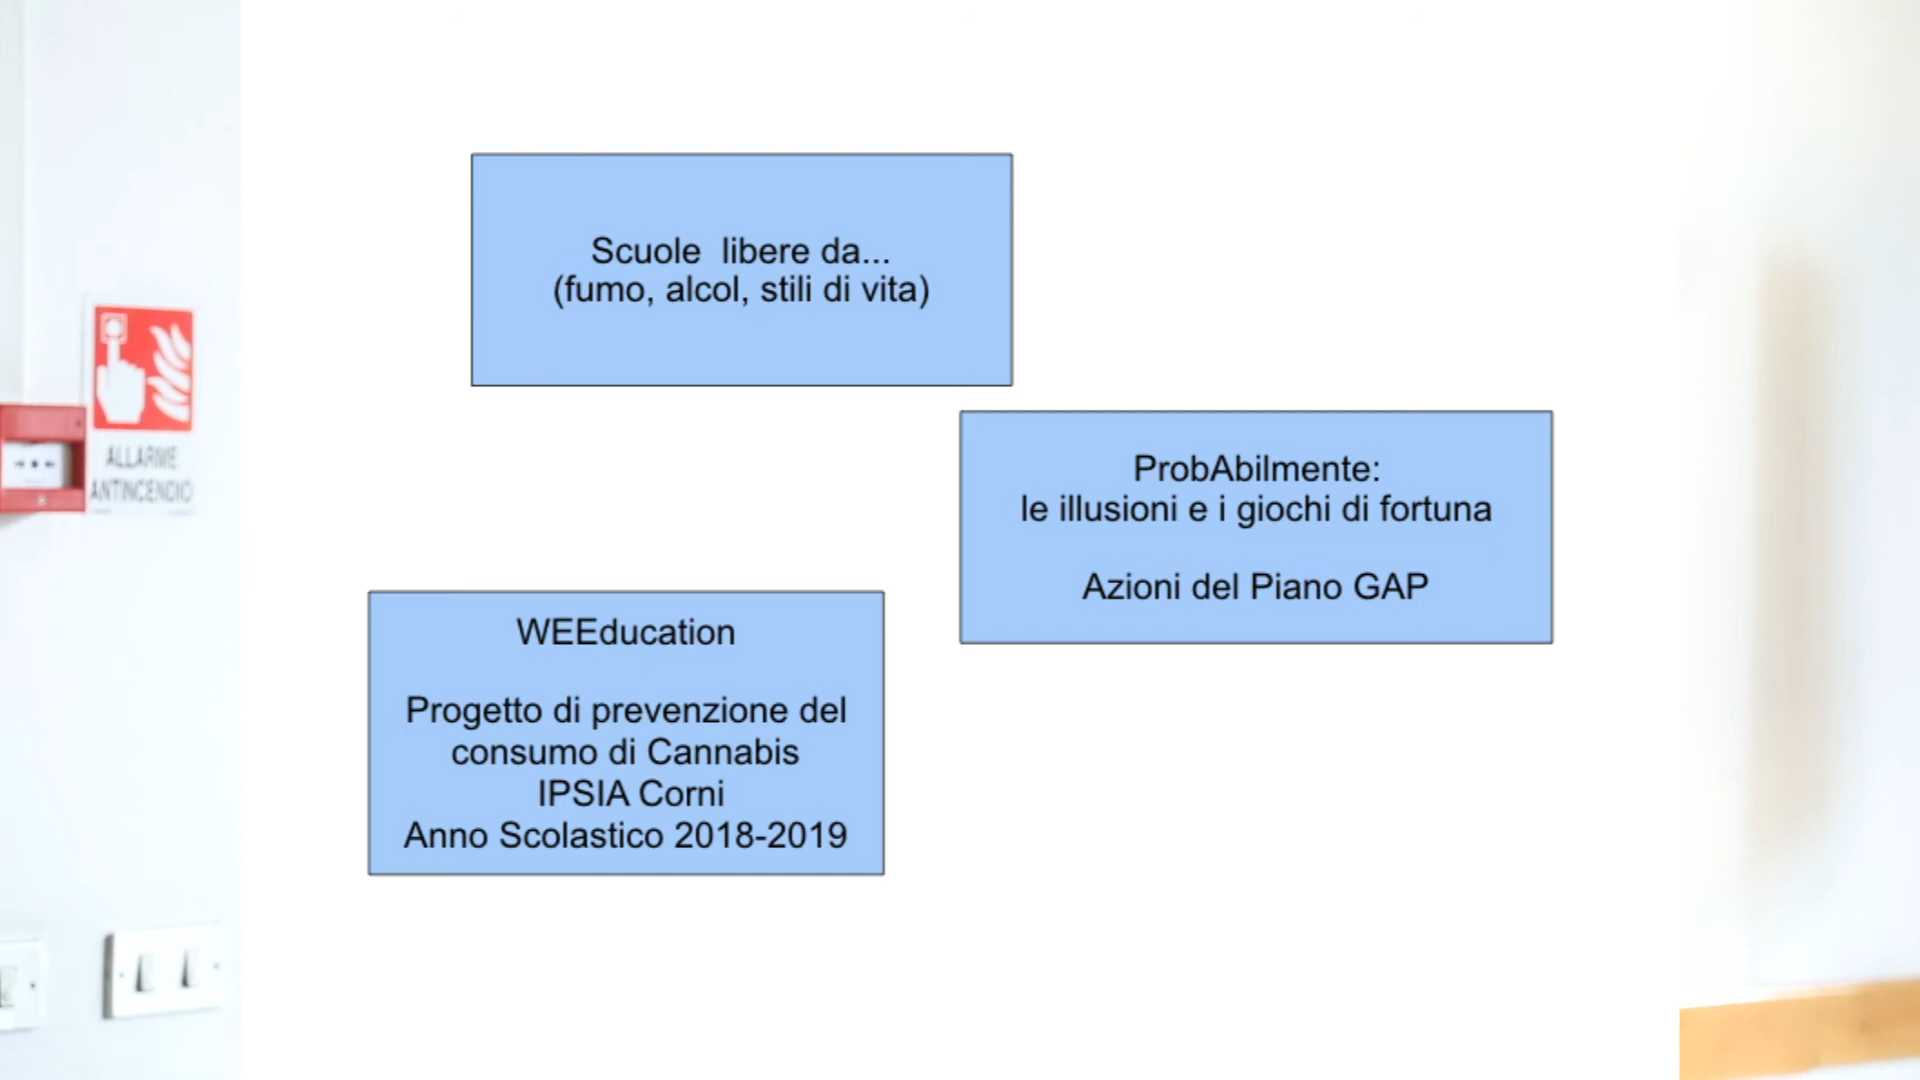 Scuole  libere da...
(fumo, alcol, stili di vita)
ProbAbilmente:
le illusioni e i giochi di fortuna
Azioni del Piano GAP
WEEducation
Progetto di prevenzione del
consumo di Cannabis
IPSIA Corni
Anno Scolastico 2018-2019
ALLARME
ANTINCENDIO